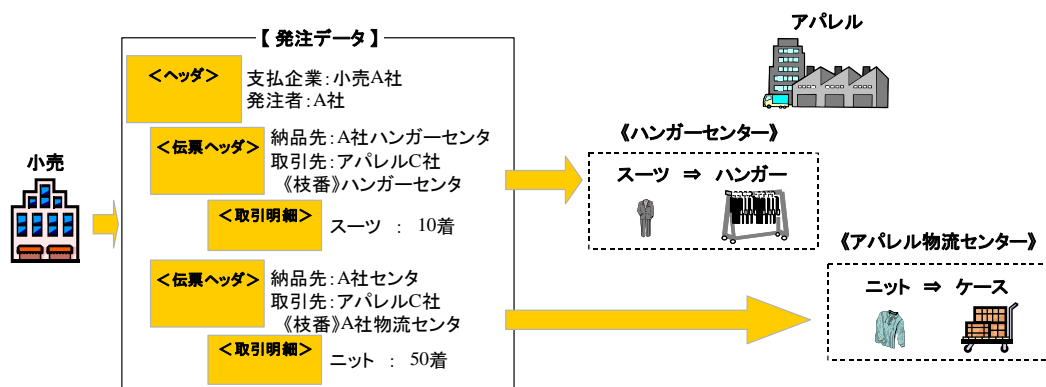 アパレル
【 発注データ 】
<ヘッダ>
支払企業：小売A社
発注者：A社
<伝票ヘッダ>
納品先：A社ハンガーセンタ
取引先：アパレルC社
《枝番》ハンガーセンタ
<取引明細>
スーツ ： 10着
<伝票ヘッダ>
納品先：A社センタ
取引先：アパレルC社
《枝番》A社物流センタ
<取引明細>
ニット ： 50着
小売
《ハンガーセンター》
スーツ ⇒ ハンガー
《アパレル物流センター》
ニット ⇒ ケース